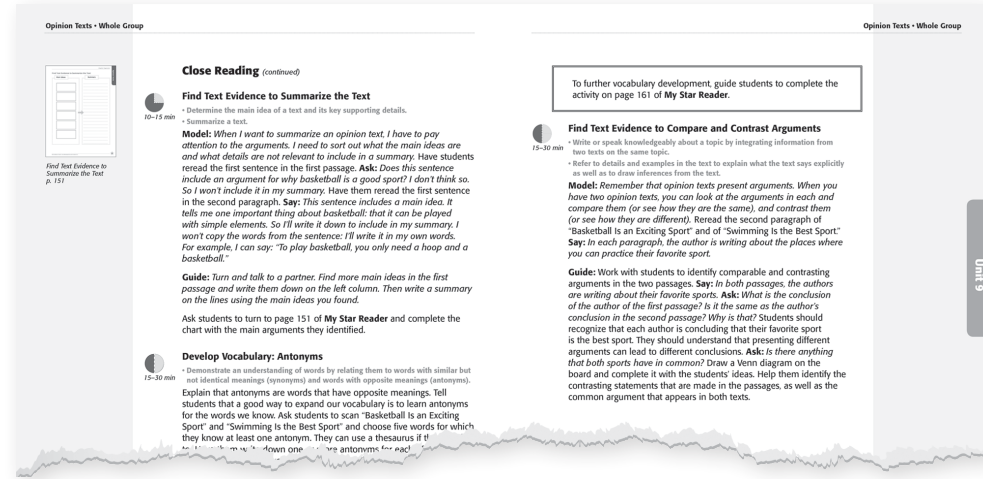 Opinion Texts • Whole Group
Close Reading (continued)
Find Text Evidence to Summarize the Text
10–15 min
• Determine the main idea of a text and its key supporting details.
• Summarize a text.
Model: When I want to summarize an opinion text, I have to pay
attention to the arguments. I need to sort out what the main ideas are
and what details are not relevant to include in a summary. Have students
reread the first sentence in the first passage. Ask: Does this sentence
include an argument for why basketball is a good sport? I don't think so.
So I won't include it in my summary. Have them reread the first sentence
in the second paragraph. Say: This sentence includes a main idea. It
tells me one important thing about basketball: that it can be played
with simple elements. So I'll write it down to include in my summary. I
won't copy the words from the sentence: I'll write it in my own words.
For example, I can say: "To play basketball, you only need a hoop and a
basketball."
Guide: Turn and talk to a partner. Find more main ideas in the first
passage and write them down on the left column. Then write a summary
on the lines using the main ideas you found.
Ask students to turn to page 151 of My Star Reader and complete the
chart with the main arguments they identified.
Find Text Evidence to
Summarize the Text
p. 151
Develop Vocabulary: Antonyms
15–30 min
• Demonstrate an understanding of words by relating them to words with similar but
not identical meanings (synonyms) and words with opposite meanings (antonyms).
Explain that antonyms are words that have opposite meanings. Tell
students that a good way to expand our vocabulary is to learn antonyms
for the words we know. Ask students to scan "Basketball Is an Exciting
Sport" and "Swimming Is the Best Sport" and choose five words for which
they know at least one antonym. They can use a thesaurus if
down one antonyms for each
Opinion Texts • Whole Group
To further vocabulary development, guide students to complete the
activity on page 161 of My Star Reader.
Find Text Evidence to Compare and Contrast Arguments
15–30 min
• Write or speak knowledgeably about a topic by integrating information from
two texts on the same topic.
• Refer to details and examples in the text to explain what the text says explicitly
as well as to draw inferences from the text.
Model: Remember that opinion texts present arguments. When you
have two opinion texts, you can look at the arguments in each and
compare them (or see how they are the same), and contrast them
(or see how they are different). Reread the second paragraph of
"Basketball Is an Exciting Sport" and of "Swimming Is the Best Sport."
Say: In each paragraph, the author is writing about the places where
you can practice their favorite sport.
Guide: Work with students to identify comparable and contrasting
arguments in the two passages. Say: In both passages, the authors
are writing about their favorite sports. Ask: What is the conclusion
of the author of the first passage? Is it the same as the author's
conclusion in the second passage? Why is that? Students should
recognize that each author is concluding that their favorite sport
is the best sport. They should understand that presenting different
arguments can lead to different conclusions. Ask: Is there anything
that both sports have in common? Draw a Venn diagram on the
board and complete it with the students' ideas. Help them identify the
contrasting statements that are made in the passages, as well as the
common argument that appears in both texts.
Unit 9